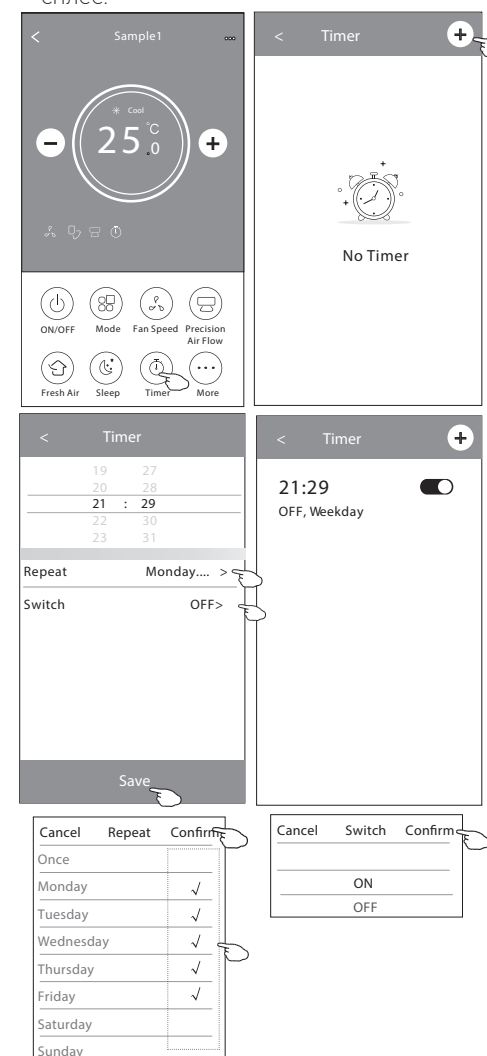 < Sample1 ...
Cool
25.0 °C
ON/OFF Mode Fan Speed Precision Air Flow
Fresh Air Sleep Timer More
< Timer +
No Timer
< Timer
19 27
20 28
21 : 29
22 30
23 31
Repeat Monday.... >
Switch OFF>
Save
< Timer +
21:29
OFF, Weekday
Cancel Repeat Confirm
Once
Monday √
Tuesday √
Wednesday √
Thursday √
Friday √
Saturday
Sunday
Cancel Switch Confirm
ON
OFF